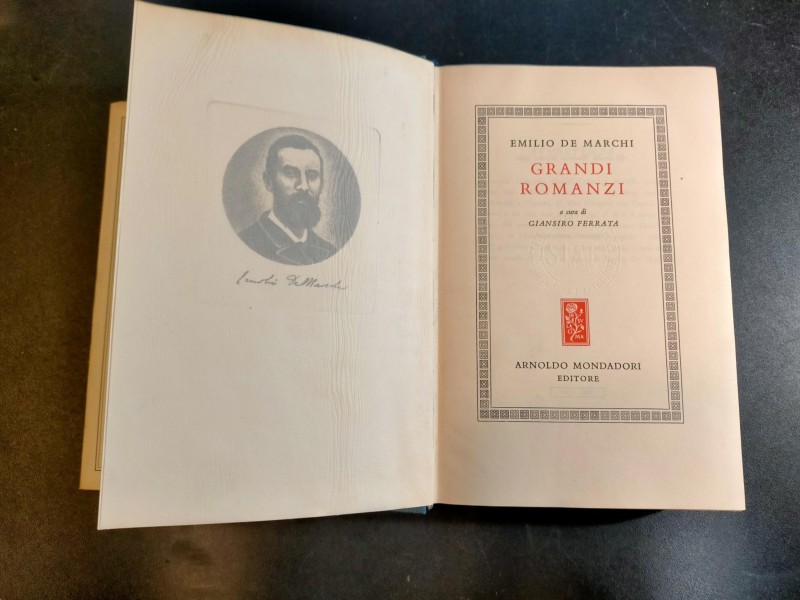 Emilio De Marchi
EMILIO DE MARCHI
GRANDI
ROMANZI
a cura di
GIANSIRO FERRATA
ARNOLDO MONDADORI
EDITORE